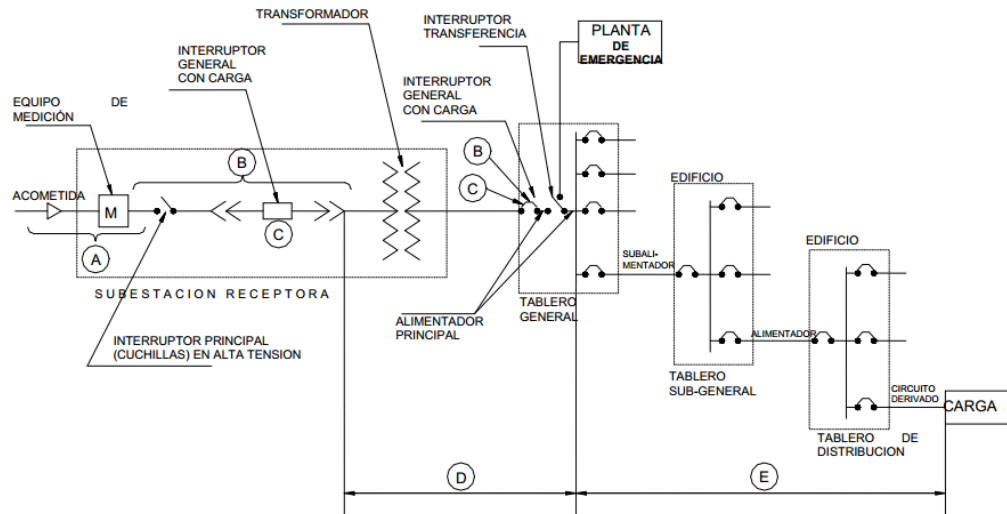 TRANSFORMADOR
INTERRUPTOR
TRANSFERENCIA
PLANTA
DE
EMERGENCIA
INTERRUPTOR
GENERAL
CON CARGA
INTERRUPTOR
GENERAL
CON CARGA
EQUIPO DE
MEDICIÓN
B
B
C
ACOMETIDA
M
C
A
SUBESTACION RECEPTORA
INTERRUPTOR PRINCIPAL
(CUCHILLAS) EN ALTA TENSION
ALIMENTADOR
PRINCIPAL
TABLERO
GENERAL
SUBALI-
MENTADOR
EDIFICIO
TABLERO
SUB-GENERAL
ALIMENTADOR
EDIFICIO
CIRCUITO
DERIVADO
CARGA
TABLERO DE
DISTRIBUCION
D
E